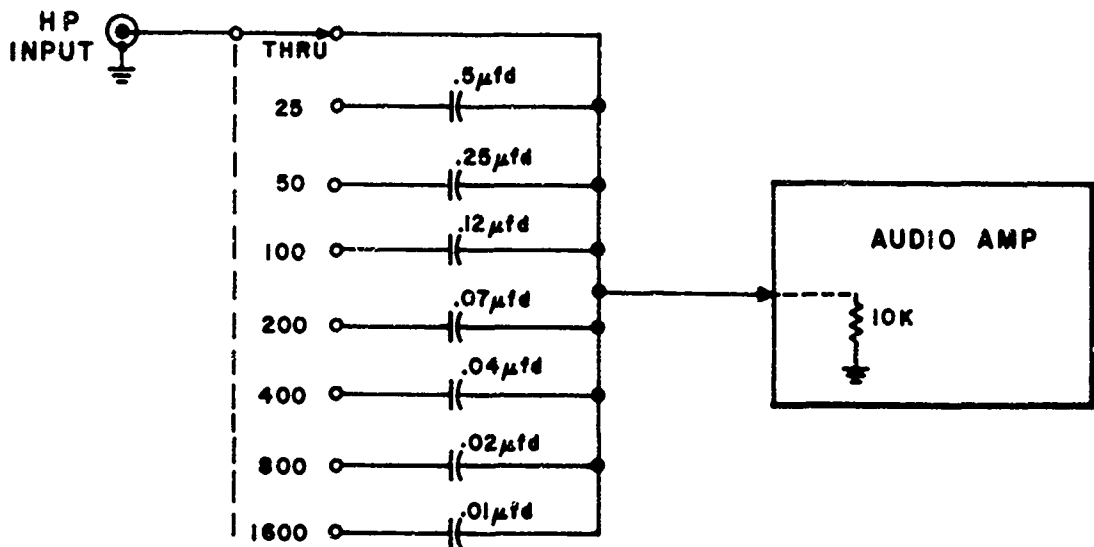 HP
INPUT
THRU
.5μfd
25
.25μfd
50
.12μfd
100
AUDIO AMP
.07μfd
200
10K
.04μfd
400
.02μfd
800
.01μfd
1600